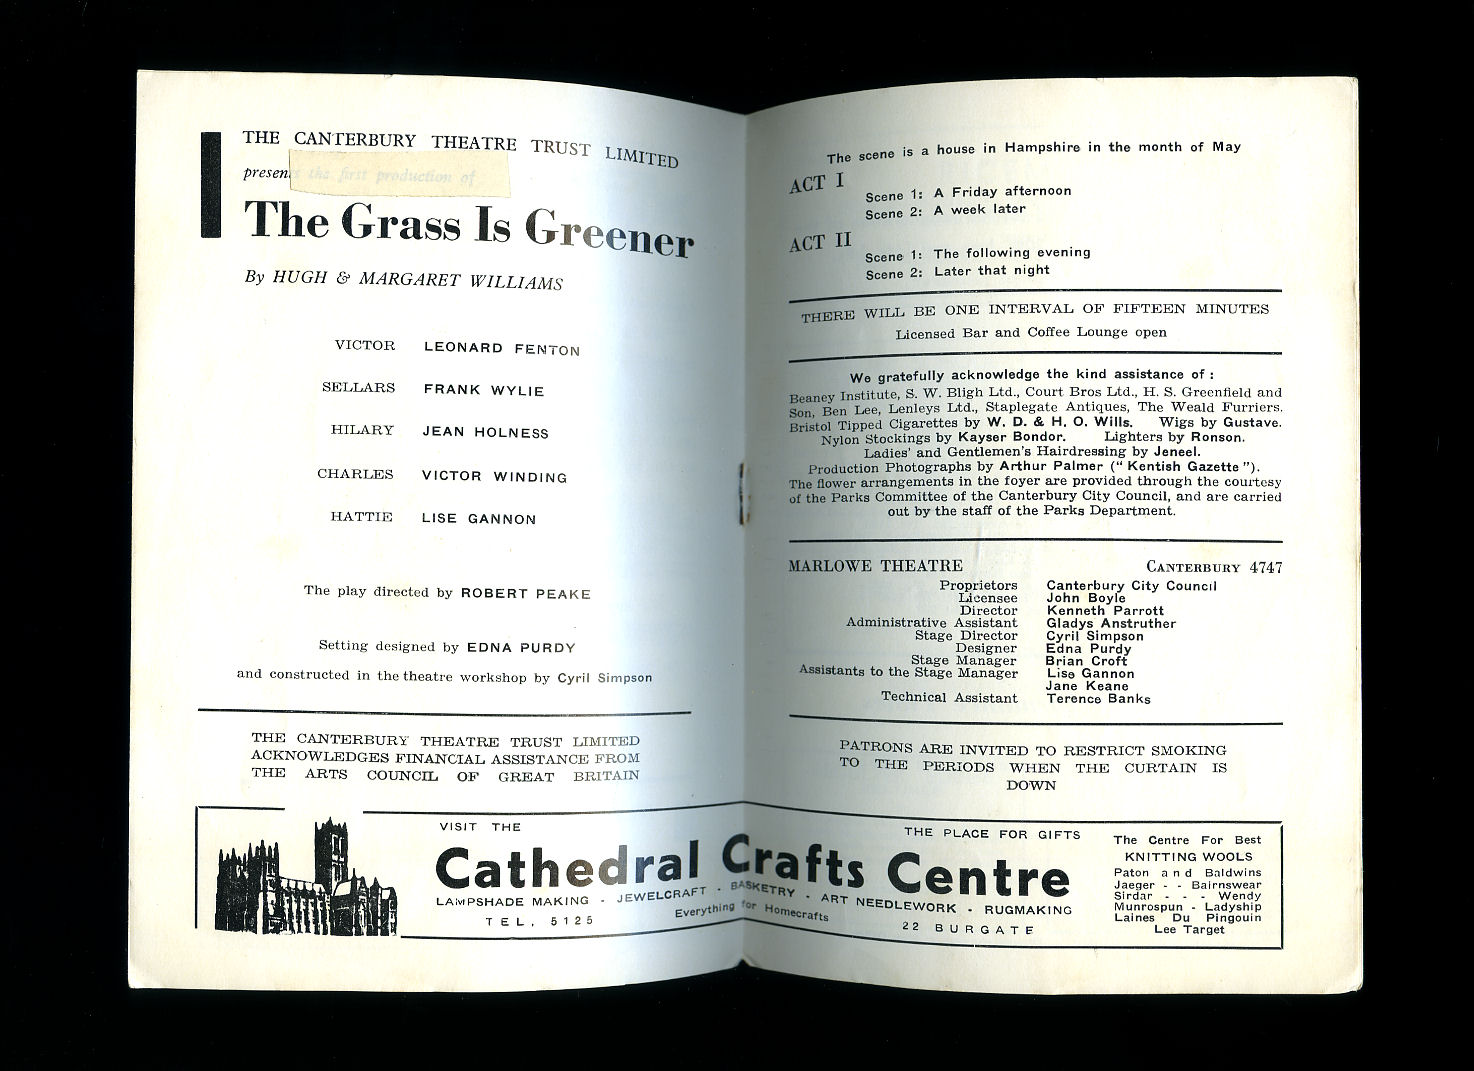 THE CANTERBURY THEATRE TRUST LIMITED
presents the first production of
The Grass Is Greener
By HUGH & MARGARET WILLIAMS
VICTOR LEONARD FENTON
SELLARS FRANK WYLIE
HILARY JEAN HOLNESS
CHARLES VICTOR WINDING
HATTIE LISE GANNON
The play directed by ROBERT PEAKE
Setting designed by EDNA PURDY
and constructed in the theatre workshop by Cyril Simpson
THE CANTERBURY THEATRE TRUST LIMITED
ACKNOWLEDGES FINANCIAL ASSISTANCE FROM
THE ARTS COUNCIL OF GREAT BRITAIN
The scene is a house in Hampshire in the month of May
ACT I
Scene 1: A Friday afternoon
Scene 2: A week later
ACT II
Scene 1: The following evening
Scene 2: Later that night
THERE WILL BE ONE INTERVAL OF FIFTEEN MINUTES
Licensed Bar and Coffee Lounge open
We gratefully acknowledge the kind assistance of :
Beaney Institute, S. W. Bligh Ltd., Court Bros Ltd., H. S. Greenfield and
Son, Ben Lee, Lenleys Ltd., Staplegate Antiques, The Weald Furriers.
Bristol Tipped Cigarettes by W. D. & H. O. Wills. Wigs by Gustave.
Nylon Stockings by Kayser Bondor. Lighters by Ronson.
Ladies' and Gentlemen's Hairdressing by Jeneel.
Production Photographs by Arthur Palmer (" Kentish Gazette ").
The flower arrangements in the foyer are provided through the courtesy
of the Parks Committee of the Canterbury City Council, and are carried
out by the staff of the Parks Department.
MARLOWE THEATRE CANTERBURY 4747
Proprietors Canterbury City Council
Licensee John Boyle
Director Kenneth Parrott
Administrative Assistant Gladys Anstruther
Stage Director Cyril Simpson
Designer Edna Purdy
Stage Manager Brian Croft
Assistants to the Stage Manager Lise Gannon
Jane Keane
Technical Assistant Terence Banks
PATRONS ARE INVITED TO RESTRICT SMOKING
TO THE PERIODS WHEN THE CURTAIN IS
DOWN
VISIT THE
THE PLACE FOR GIFTS
Cathedral Crafts Centre
LAMPSHADE MAKING - JEWELCRAFT - BASKETRY - ART NEEDLEWORK - RUGMAKING
TEL. 5125 Everything for Homecrafts 22 BURGATE
The Centre For Best
KNITTING WOOLS
Paton and Baldwins
Jaeger - - Bairnswear
Sirdar - - - Wendy
Munrospun - Ladyship
Laines Du Pingouin
Lee Target